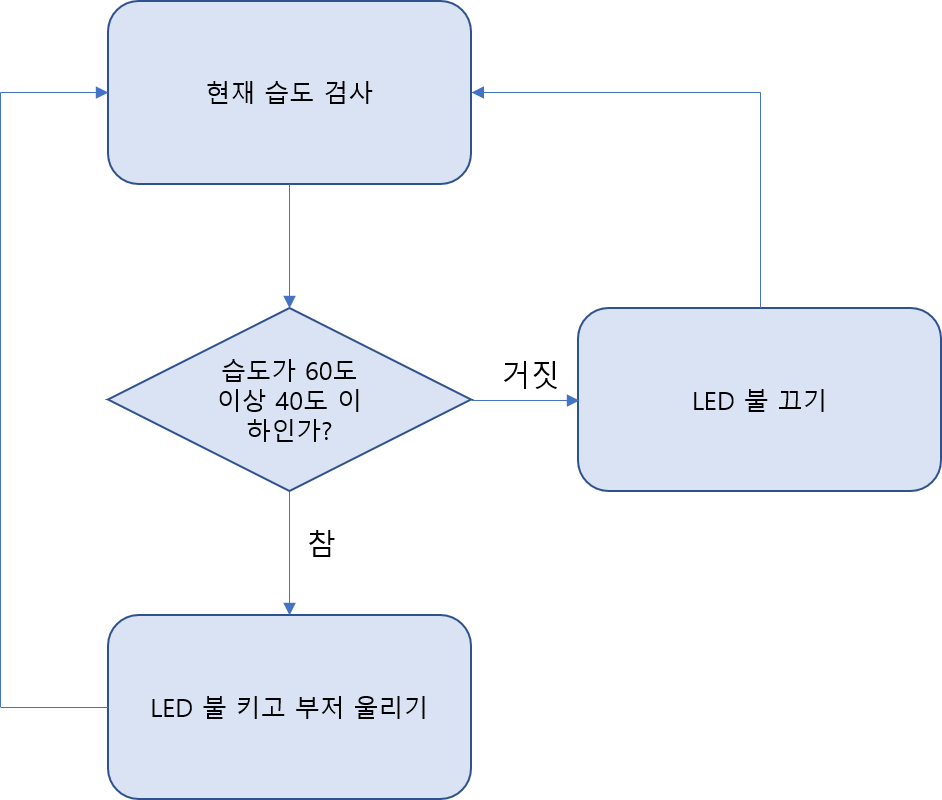 현재 습도 검사
습도가 60도
이상 40도 이
하인가?
거짓
LED 불 끄기
참
LED 불 키고 부저 울리기